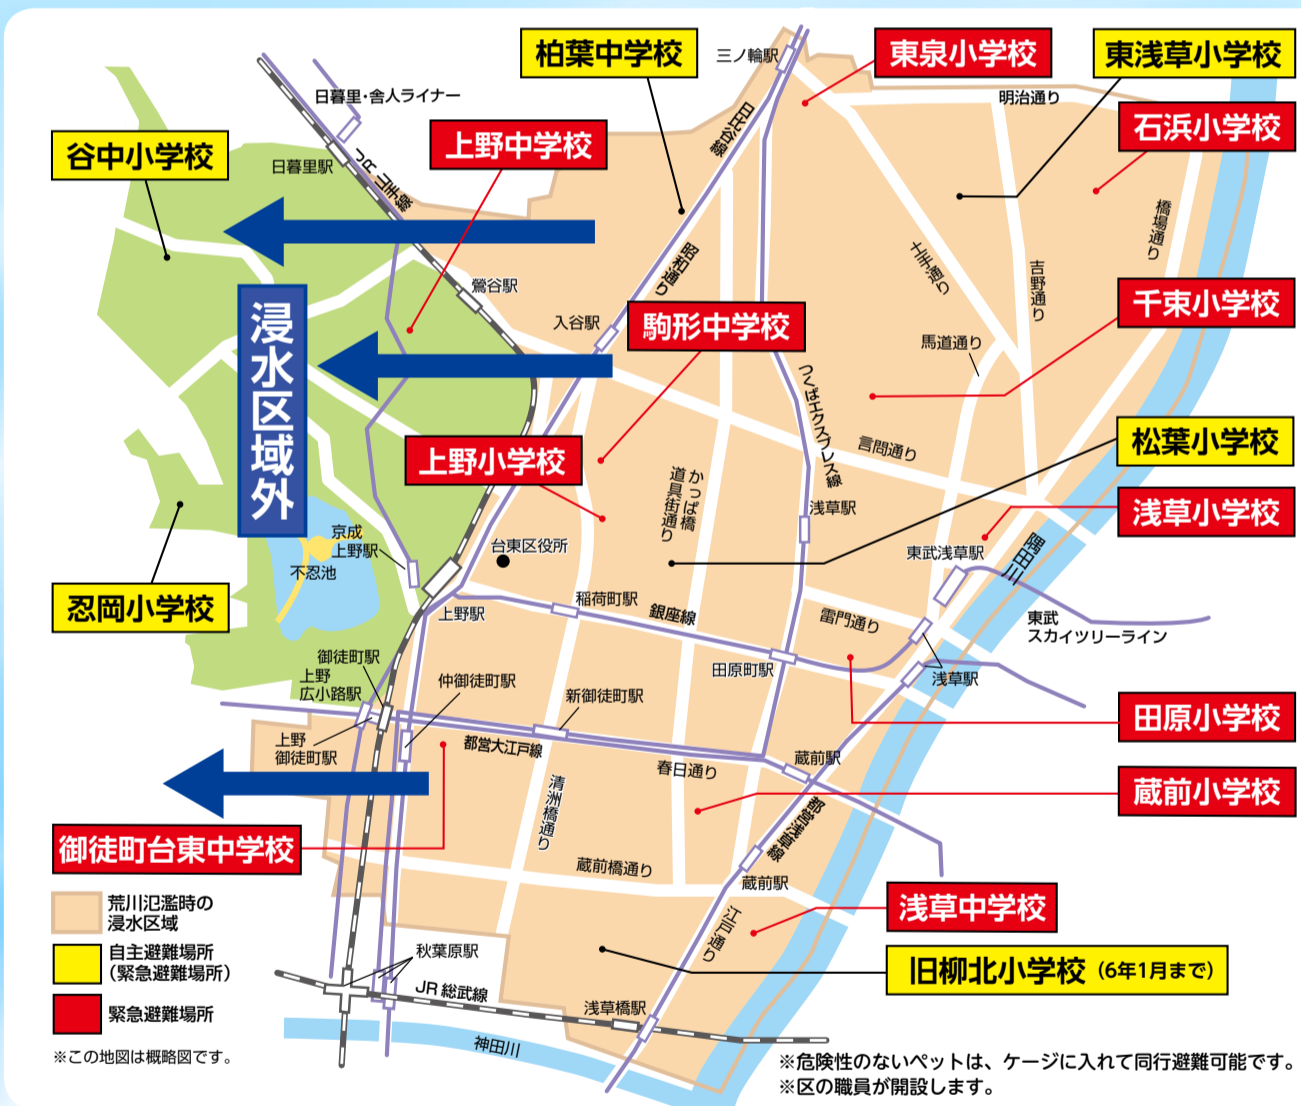 柏葉中学校
三ノ輪駅
東泉小学校
東浅草小学校
日暮里・舎人ライナー
明治通り
石浜小学校
谷中小学校
上野中学校
日暮里駅
JR山手線
日比谷線
橋場通り
土手通り
吉野通り
昭和通り
鶯谷駅
千束小学校
浸水区域外
入谷駅
駒形中学校
馬道通り
つくばエクスプレス線
言問通り
松葉小学校
上野小学校
かっぱ橋
道具街通り
浅草駅
浅草小学校
京成
上野駅
台東区役所
東武浅草駅
隅田川
不忍池
忍岡小学校
稲荷町駅
銀座線
上野駅
雷門通り
東武
スカイツリーライン
御徒町駅
上野
広小路駅
仲御徒町駅
田原町駅
浅草駅
新御徒町駅
田原小学校
上野
御徒町駅
都営大江戸線
春日通り
蔵前駅
蔵前小学校
清洲橋通り
都営浅草線
御徒町台東中学校
蔵前橋通り
蔵前駅
浅草中学校
江戸通り
荒川氾濫時の
浸水区域
自主避難場所
（緊急避難場所）
緊急避難場所
秋葉原駅
JR 総武線
旧柳北小学校（6年1月まで）
浅草橋駅
神田川
※この地図は概略図です。
※危険性のないペットは、ケージに入れて同行避難可能です。
※区の職員が開設します。